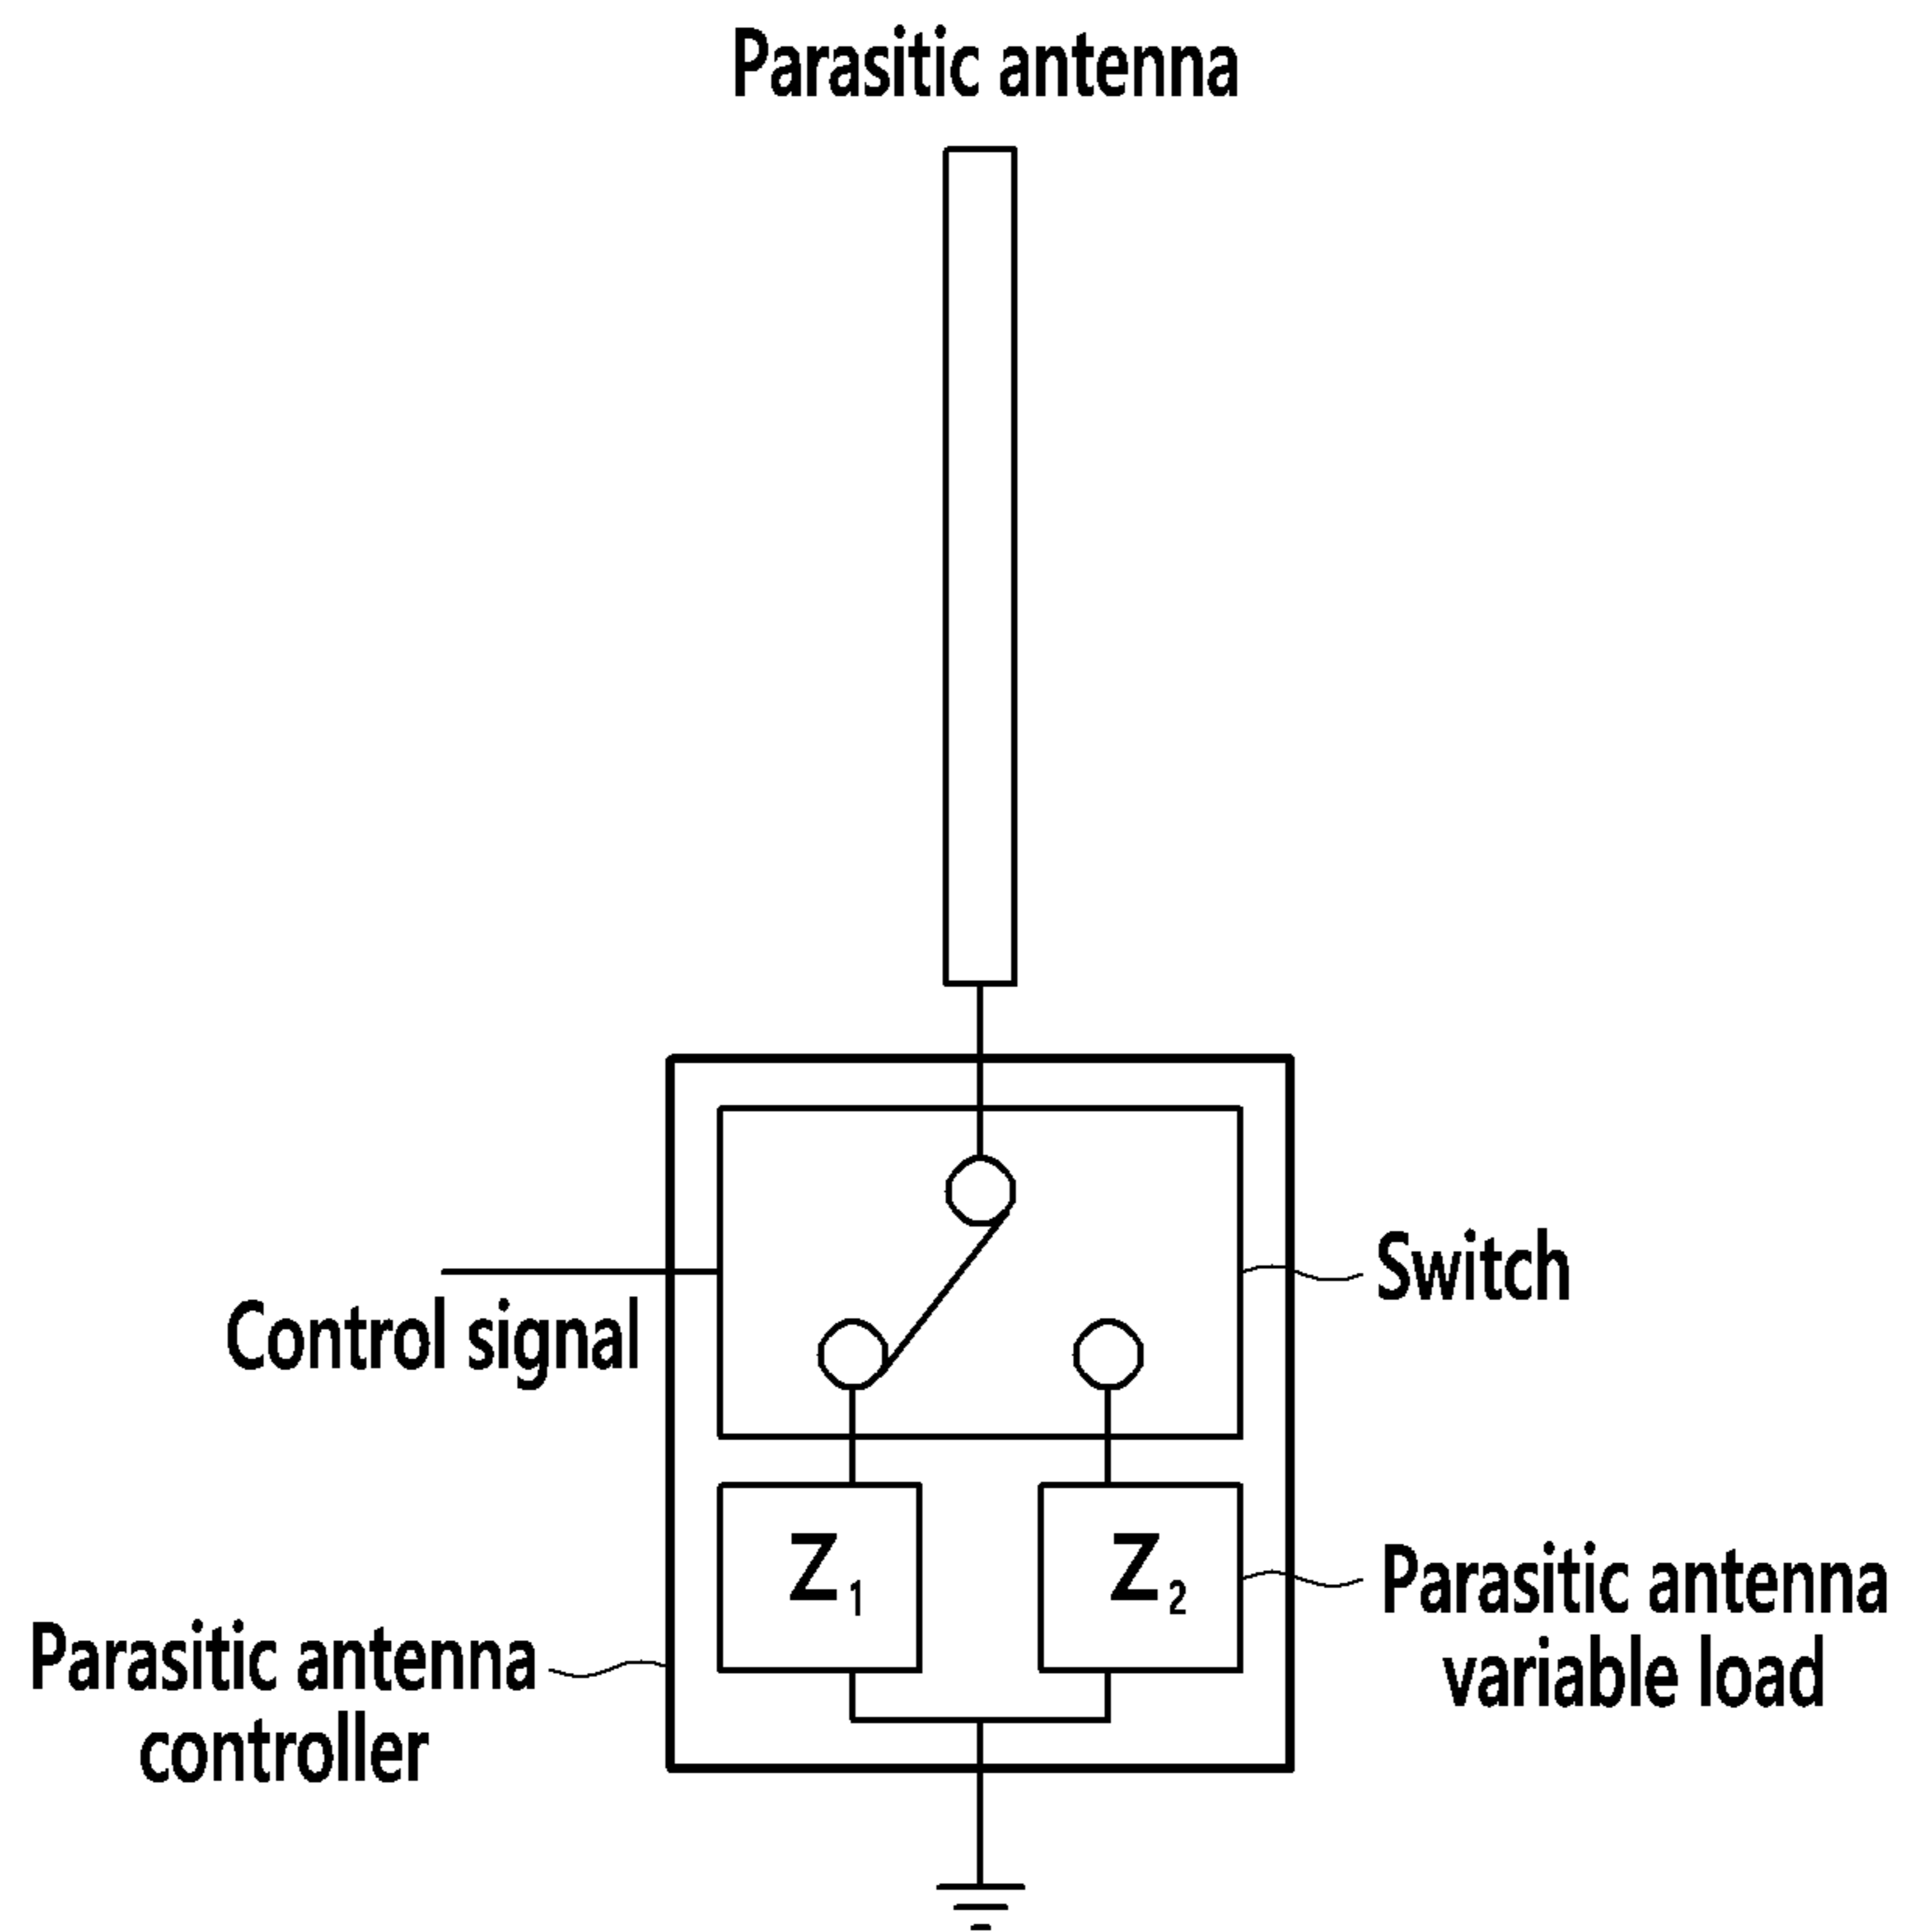 Parasitic antenna
Switch
Control signal
Z1
Z2
Parasitic antenna
variable load
Parasitic antenna
controller